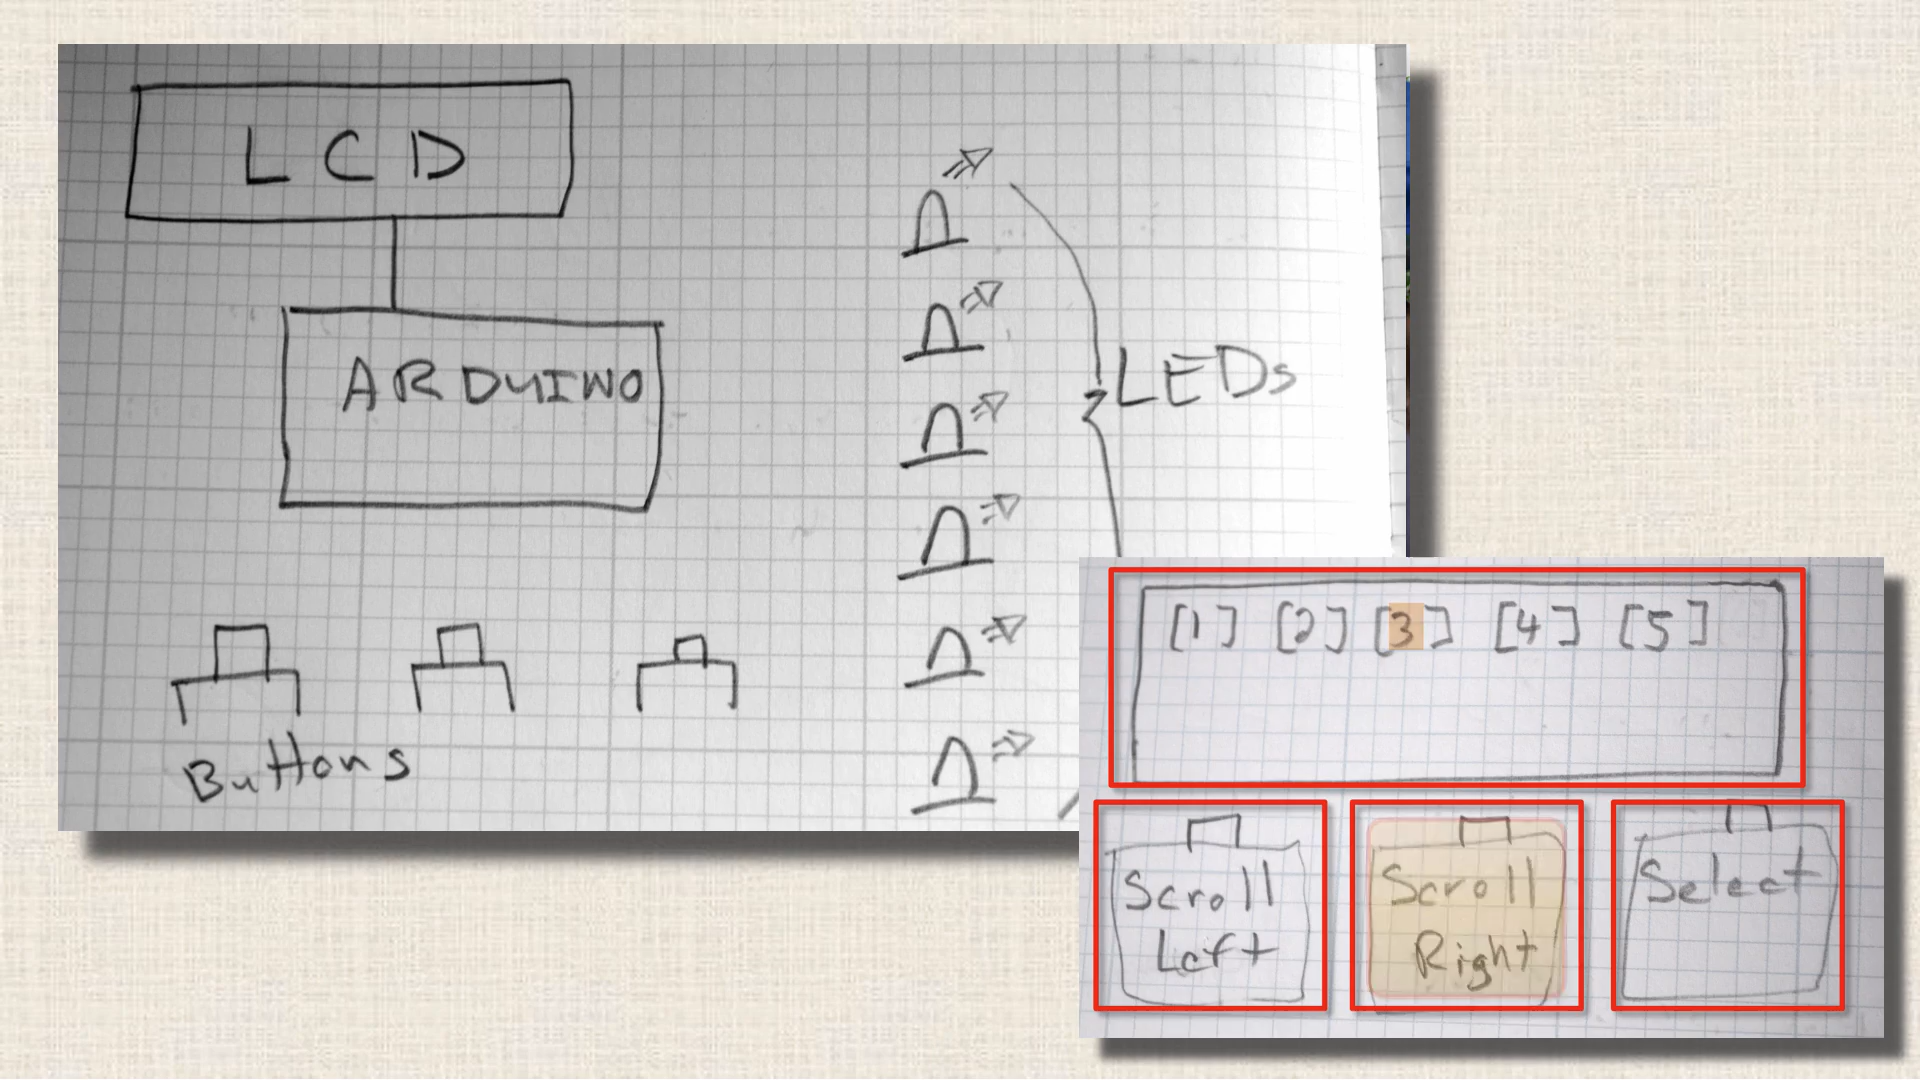 LCD
ARDUINO
LEDs
Buttons
[1] [2] [3] [4] [5]
Scroll
Left
Scroll
Right
Select